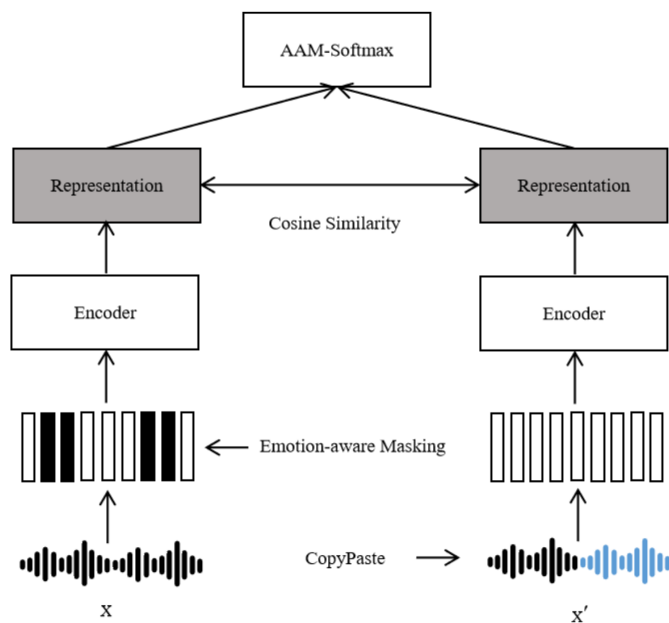 AAM-Softmax
Representation
Representation
Cosine Similarity
Encoder
Encoder
Emotion-aware Masking
CopyPaste
x
x′